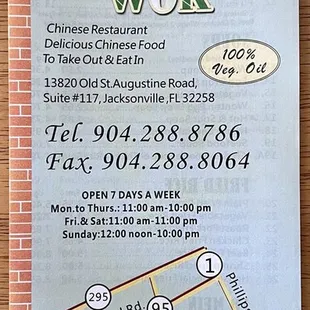 WOK
Chinese Restaurant
Delicious Chinese Food
To Take Out & Eat In
100%
Veg. Oil
13820 Old St.Augustine Road,
Suite #117, Jacksonville ,FL 32258
Tel. 904.288.8786
Fax. 904.288.8064
OPEN 7 DAYS A WEEK
Mon.to Thurs.: 11:00 am-10:00 pm
Fri.& Sat:11:00 am-11:00 pm
Sunday:12:00 noon-10:00 pm
1
295
Rd.
95
Phillips